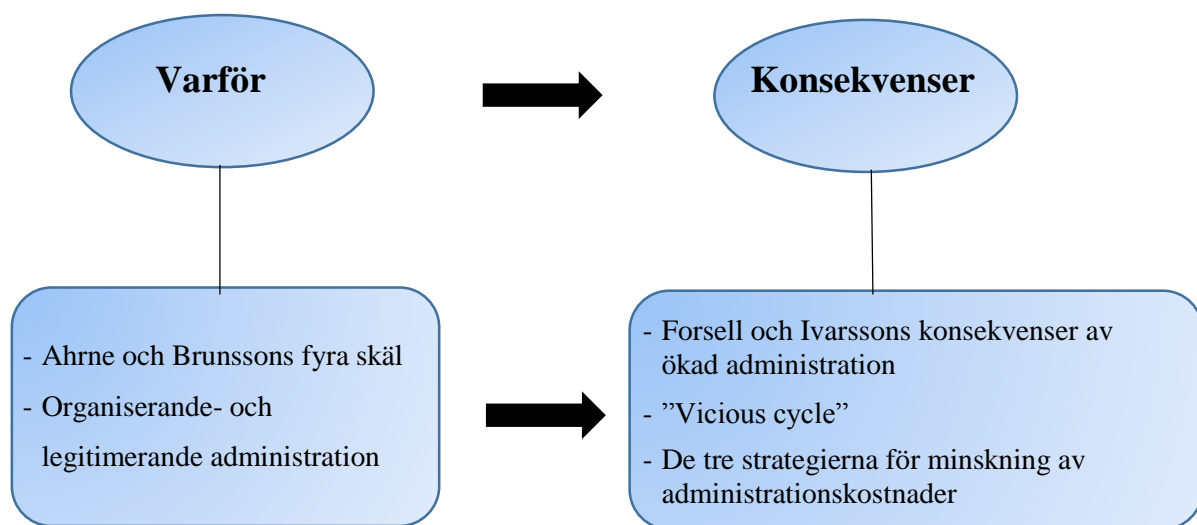 Varför
Konsekvenser
- Ahrne och Brunssons fyra skäl
- Organiserande- och
legitimerande administration
- Forsell och Ivarssons konsekvenser av
ökad administration
- ”Vicious cycle”
- De tre strategierna för minskning av
administrationskostnader